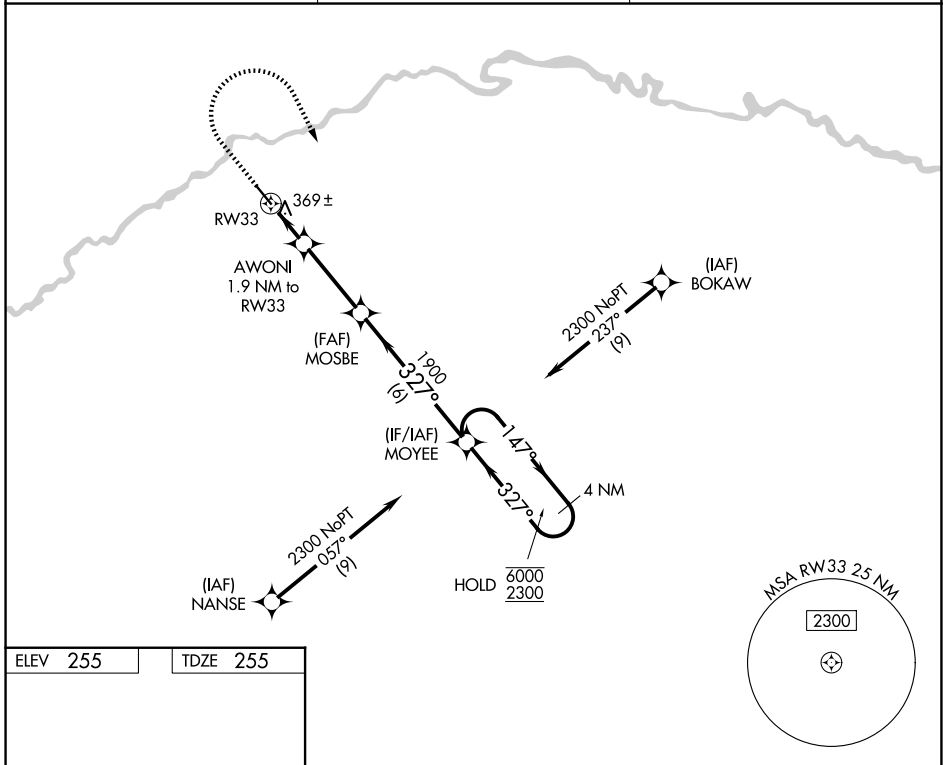 369±
RW33
AWONI
1.9 NM to
RW33
(FAF)
MOSBE
1900
327°
(6)
(IAF)
BOKAW
2300 NoPT
237°
(9)
(IF/IAF)
MOYEE
147°
327°
4 NM
HOLD 6000
2300
2300 NoPT
057°
(9)
(IAF)
NANSE
MSA RW33 25 NM
2300
ELEV 255
TDZE 255